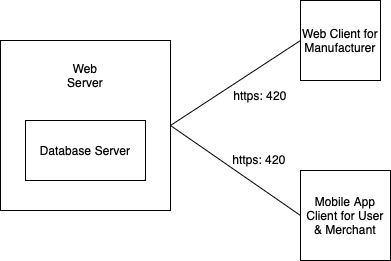 Web Client for
Manufacturer
Web
Server
https: 420
Database Server
https: 420
Mobile App
Client for User
& Merchant